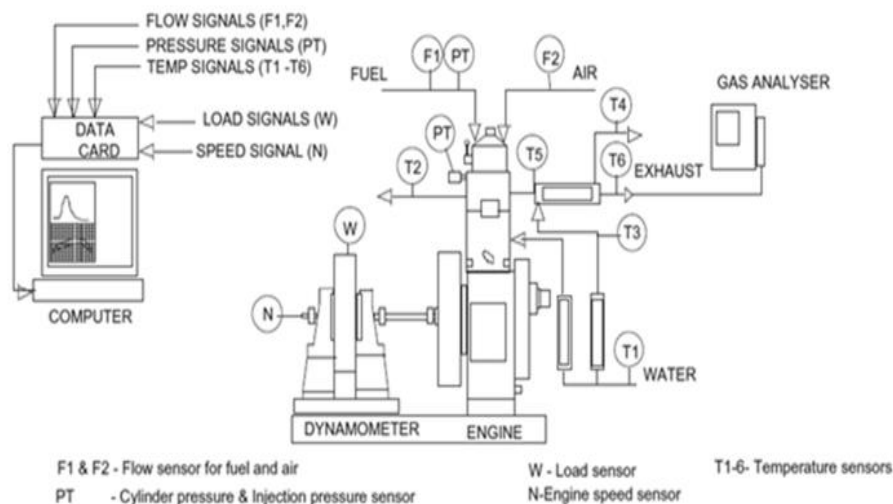 FLOW SIGNALS (F1,F2)
PRESSURE SIGNALS (PT)
TEMP SIGNALS (T1 -T6)
LOAD SIGNALS (W)
SPEED SIGNAL (N)
DATA
CARD
COMPUTER
FUEL
F1
PT
F2
AIR
GAS ANALYSER
PT
T2
T4
T5
T6
EXHAUST
T3
W
N
T1
WATER
DYNAMOMETER
ENGINE
F1 & F2 - Flow sensor for fuel and air
PT - Cylinder pressure & Injection pressure sensor
W - Load sensor
N-Engine speed sensor
T1-6- Temperature sensors